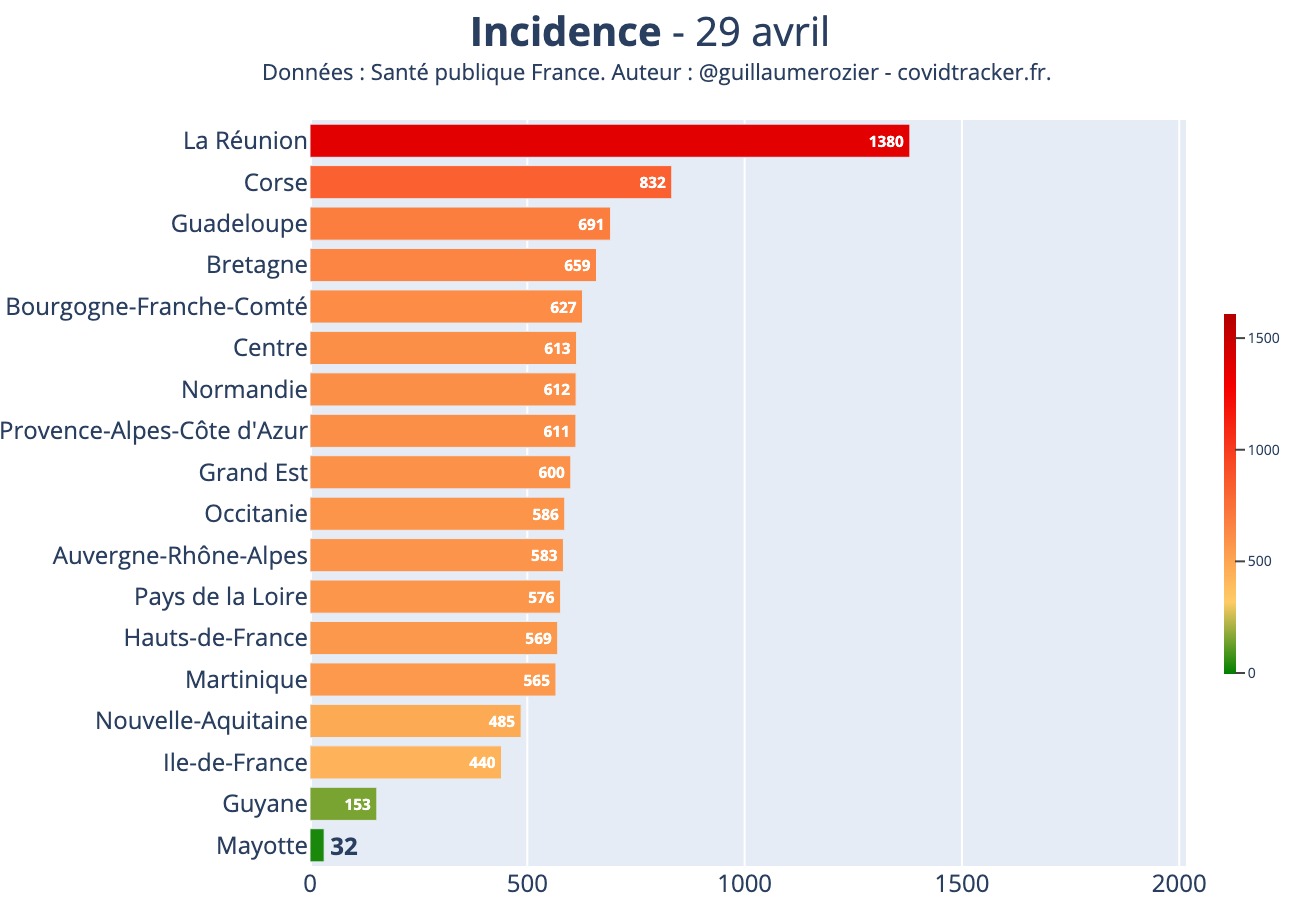 Incidence - 29 avril
Données : Santé publique France. Auteur : @guillaumerozier - covidtracker.fr.
La Réunion 1380
Corse 832
Guadeloupe 691
Bretagne 659
Bourgogne-Franche-Comté 627
Centre 613
Normandie 612
Provence-Alpes-Côte d'Azur 611
Grand Est 600
Occitanie 586
Auvergne-Rhône-Alpes 583
Pays de la Loire 576
Hauts-de-France 569
Martinique 565
Nouvelle-Aquitaine 485
Ile-de-France 440
Guyane 153
Mayotte 32
0 500 1000 1500 2000
1500
1000
500
0